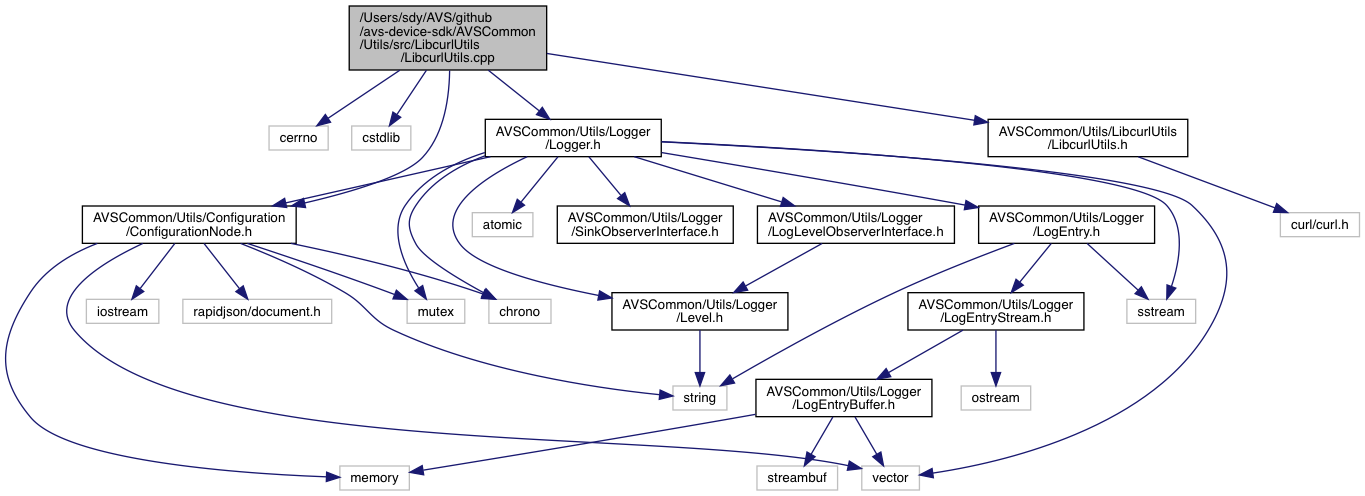 /Users/sdy/AVS/github
/avs-device-sdk/AVSCommon
/Utils/src/LibcurlUtils
/LibcurlUtils.cpp
cerrno
cstdlib
AVSCommon/Utils/Logger
/Logger.h
AVSCommon/Utils/LibcurlUtils
/LibcurlUtils.h
AVSCommon/Utils/Configuration
/ConfigurationNode.h
atomic
AVSCommon/Utils/Logger
/SinkObserverInterface.h
AVSCommon/Utils/Logger
/LogLevelObserverInterface.h
AVSCommon/Utils/Logger
/LogEntry.h
curl/curl.h
iostream
rapidjson/document.h
mutex
chrono
AVSCommon/Utils/Logger
/Level.h
AVSCommon/Utils/Logger
/LogEntryStream.h
sstream
string
AVSCommon/Utils/Logger
/LogEntryBuffer.h
ostream
memory
streambuf
vector